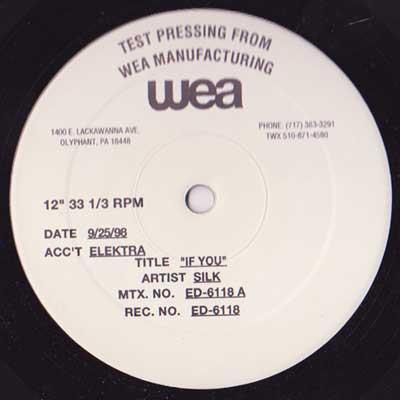 TEST PRESSING FROM
WEA MANUFACTURING
wea
1400 E. LACKAWANNA AVE.
OLYPHANT, PA 18448
PHONE: (717) 383-3291
TWX 510-671-4580
12" 33 1/3 RPM
DATE 9/25/98
ACC'T ELEKTRA
TITLE "IF YOU"
ARTIST SILK
MTX. NO. ED-6118 A
REC. NO. ED-6118